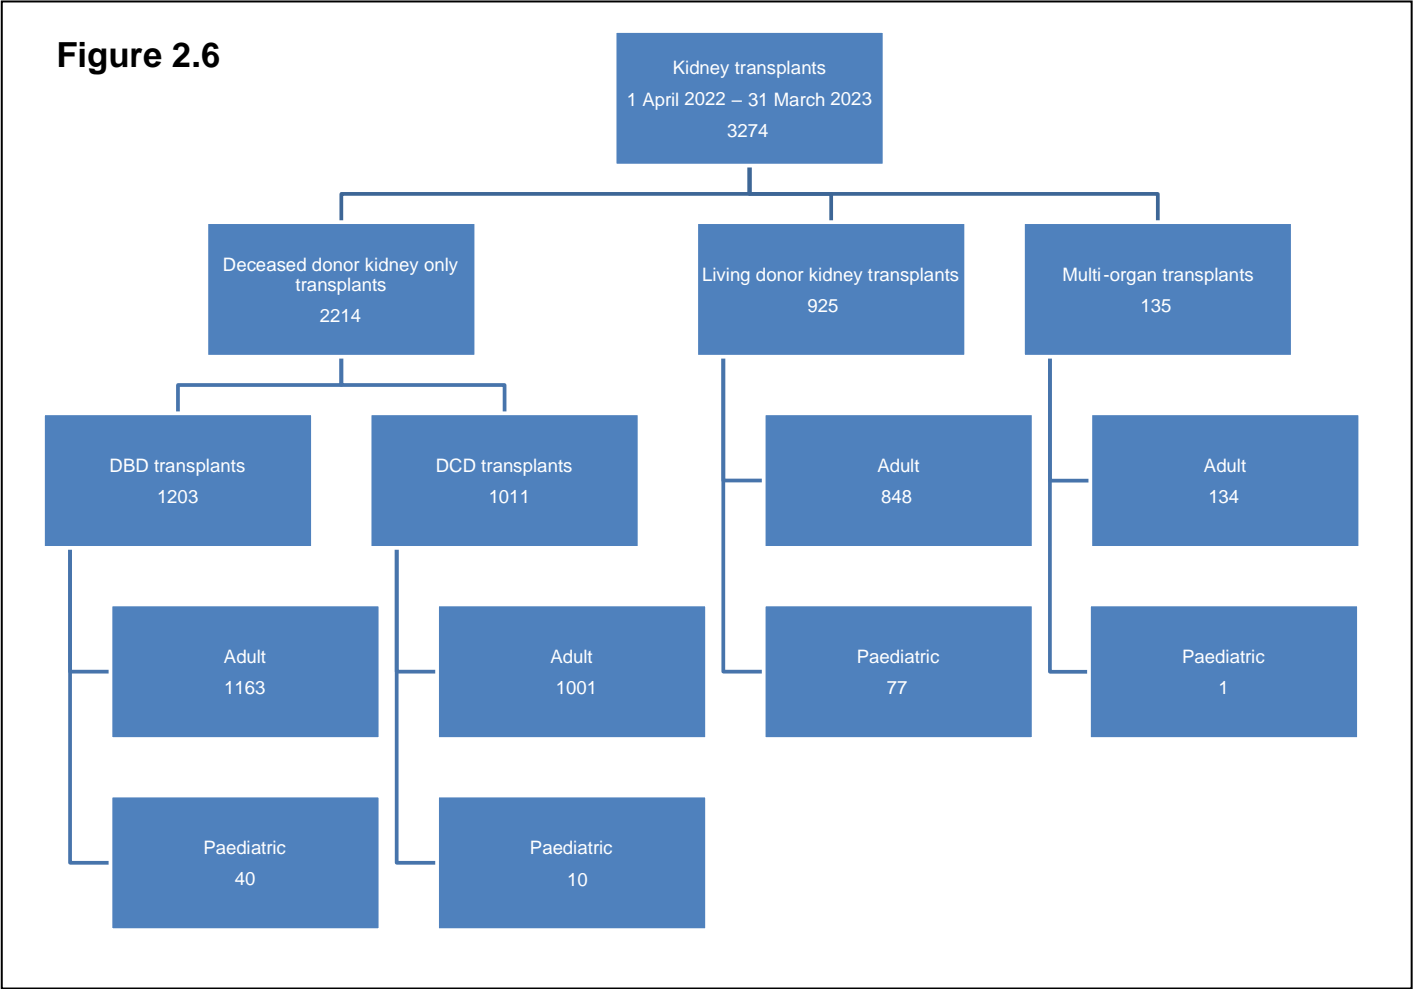 Figure 2.6
Kidney transplants
1 April 2022 – 31 March 2023
3274
Deceased donor kidney only
transplants
2214
Living donor kidney transplants
925
Multi-organ transplants
135
DBD transplants
1203
DCD transplants
1011
Adult
848
Adult
134
Adult
1163
Adult
1001
Paediatric
77
Paediatric
1
Paediatric
40
Paediatric
10